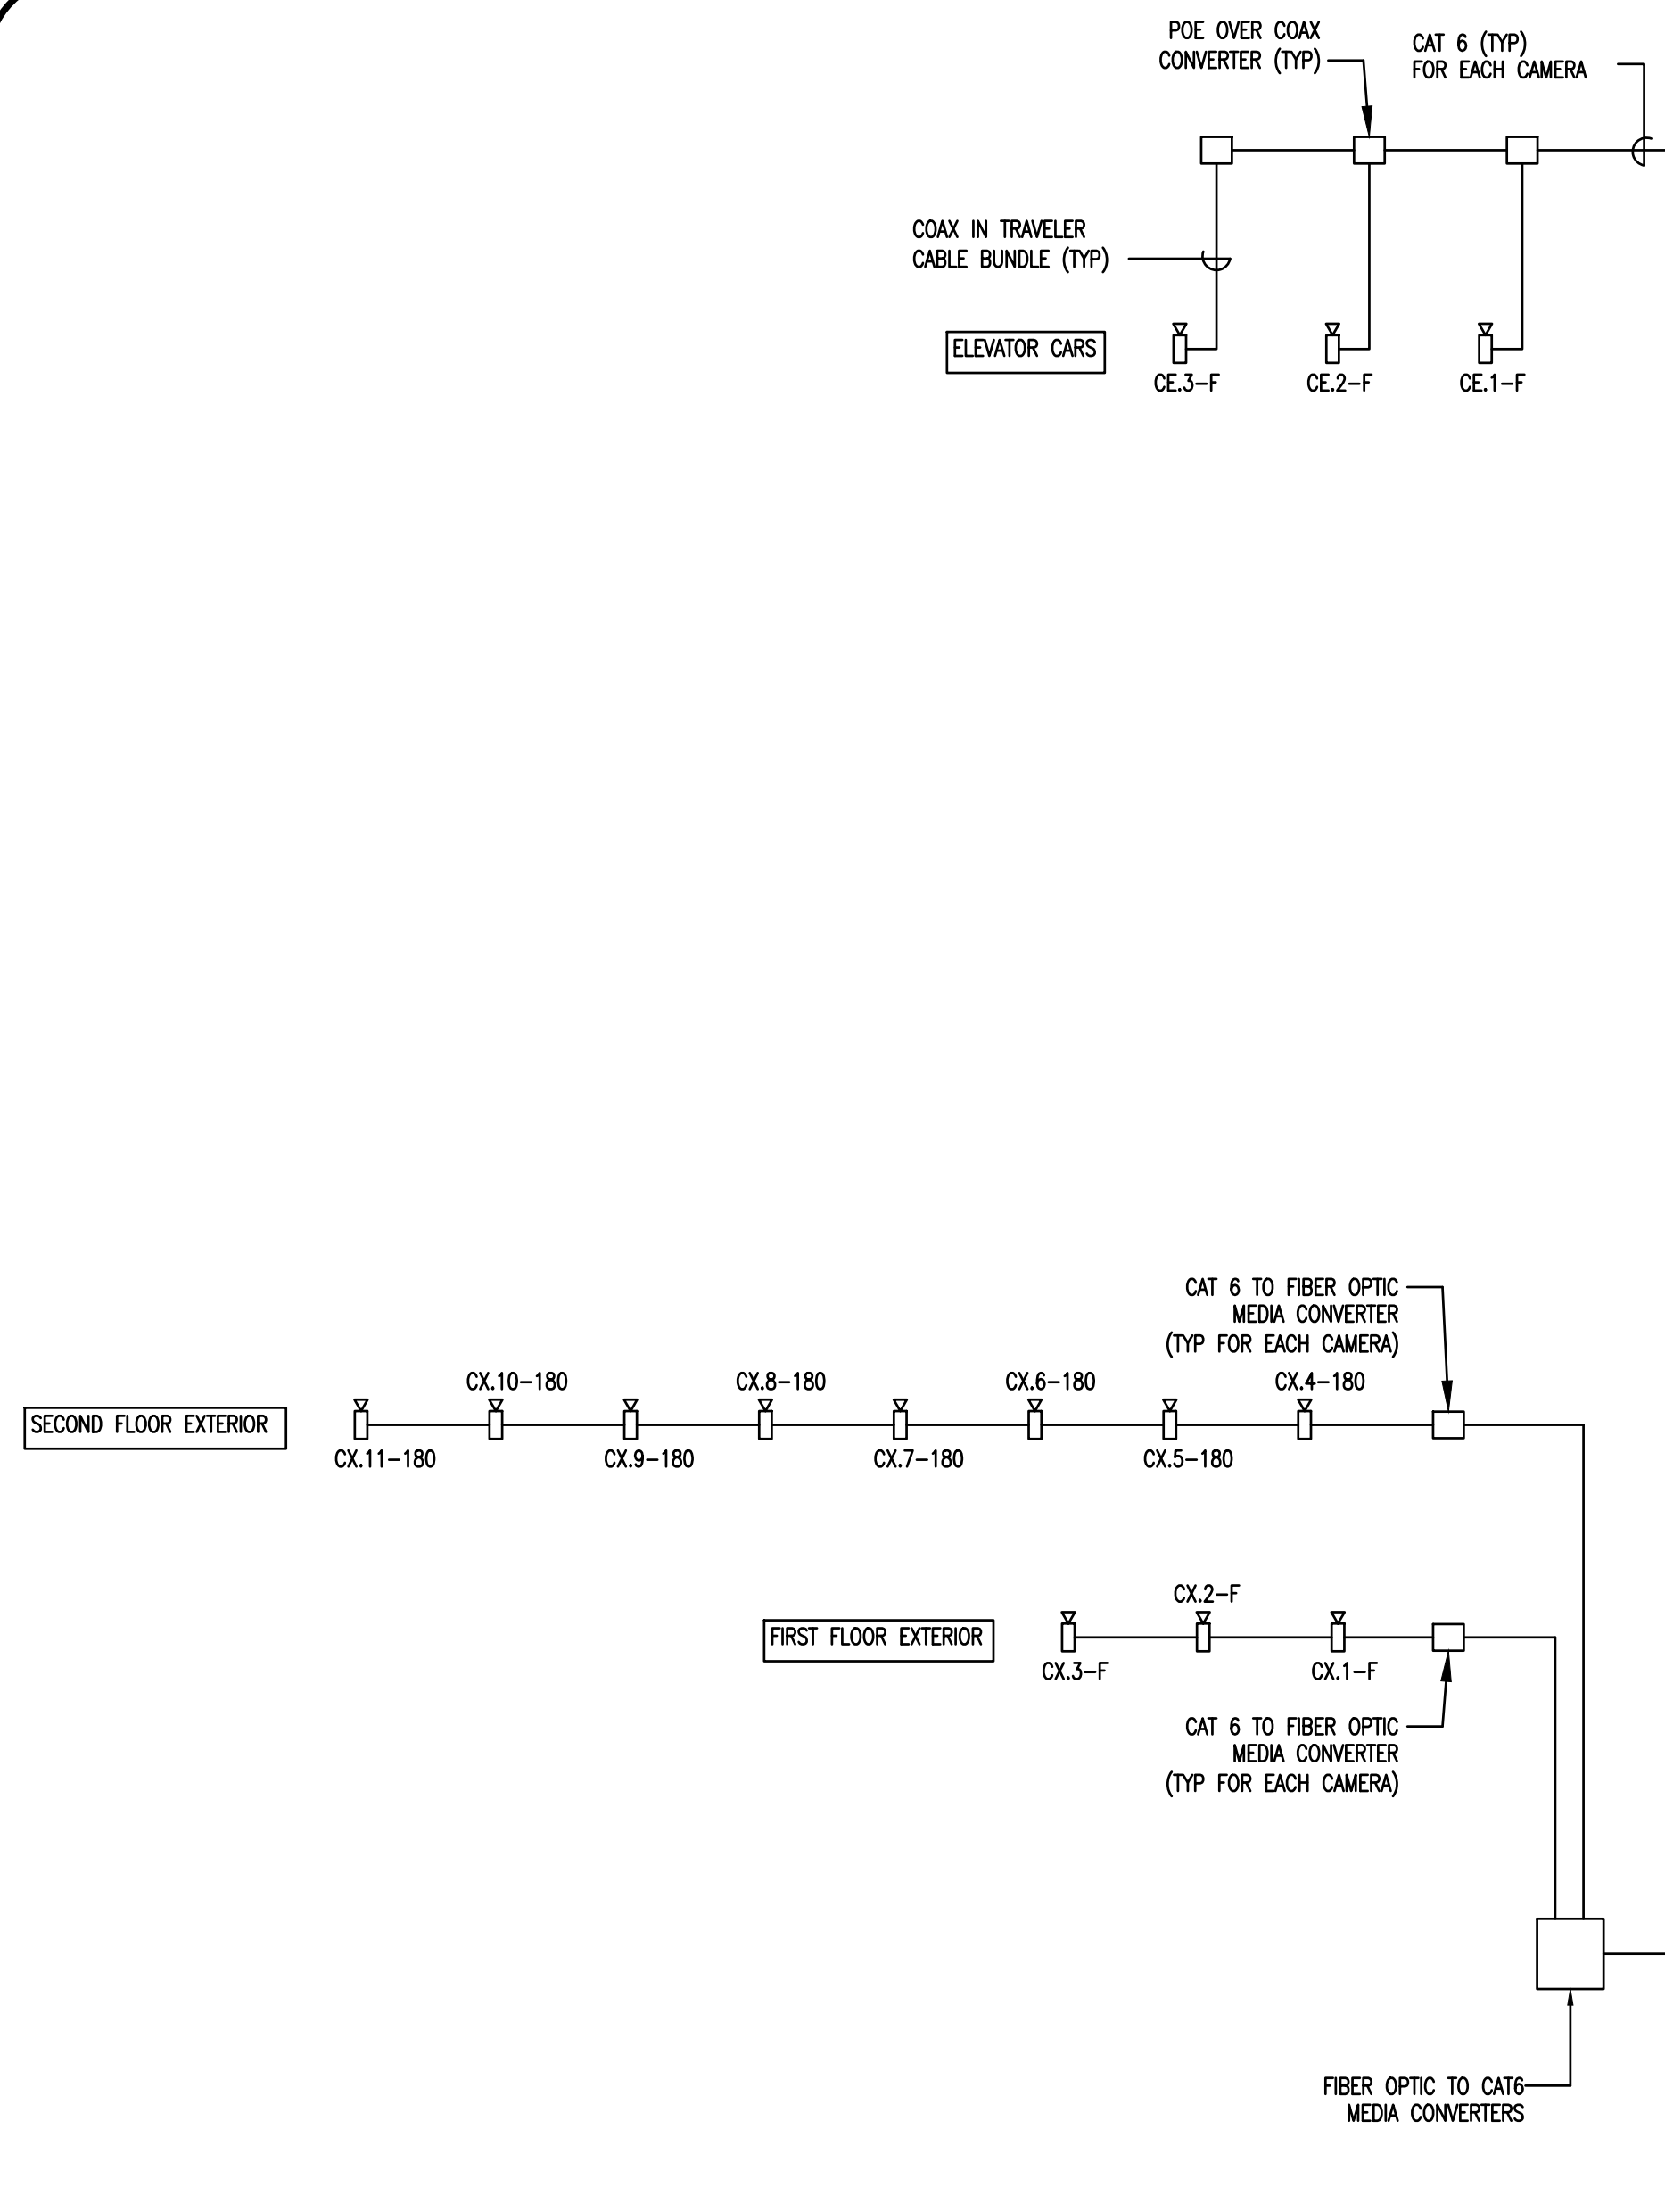 POE OVER COAX
CONVERTER (TYP)
CAT 6 (TYP)
FOR EACH CAMERA
COAX IN TRAVELER
CABLE BUNDLE (TYP)
ELEVATOR CARS
CE.3-F
CE.2-F
CE.1-F
CAT 6 TO FIBER OPTIC
MEDIA CONVERTER
(TYP FOR EACH CAMERA)
CX.10-180
CX.8-180
CX.6-180
CX.4-180
SECOND FLOOR EXTERIOR
CX.11-180
CX.9-180
CX.7-180
CX.5-180
CX.2-F
FIRST FLOOR EXTERIOR
CX.3-F
CX.1-F
CAT 6 TO FIBER OPTIC
MEDIA CONVERTER
(TYP FOR EACH CAMERA)
FIBER OPTIC TO CAT6
MEDIA CONVERTERS